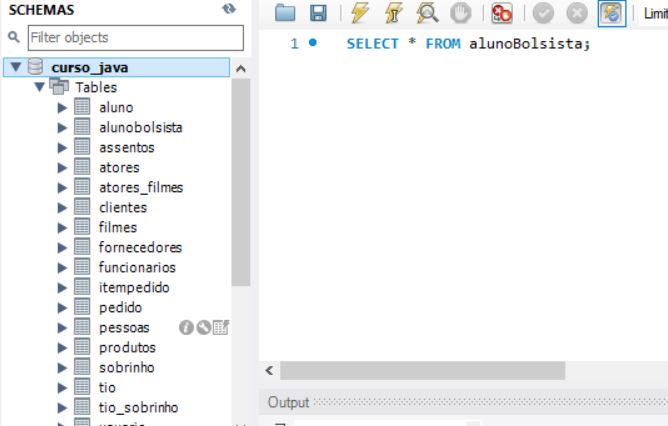 SCHEMAS
Filter objects
curso_java
Tables
aluno
alunobolsista
assentos
atores
atores_filmes
clientes
filmes
fornecedores
funcionarios
itempedido
pedido
pessoas
produtos
sobrinho
tio
tio_sobrinho
Limit
1 SELECT * FROM alunoBolsista;
Output